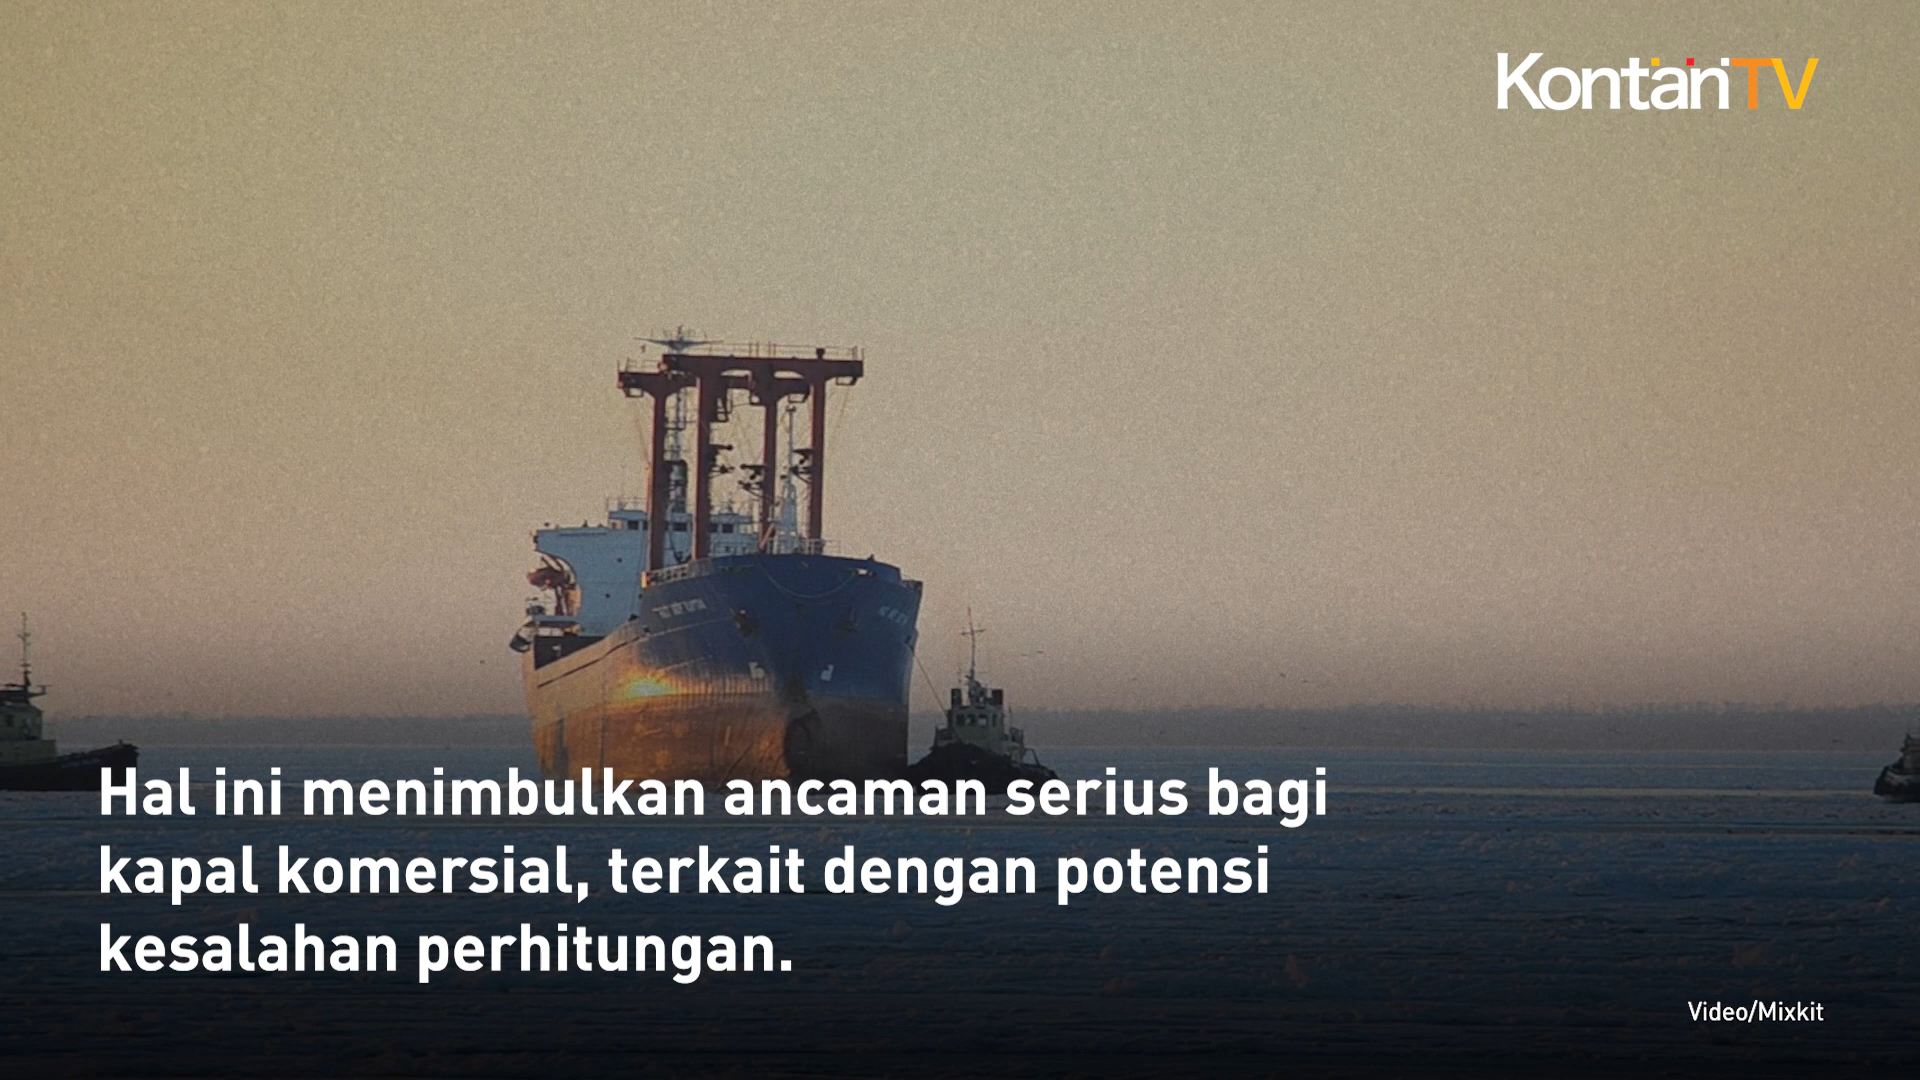 KontanTV
Hal ini menimbulkan ancaman serius bagi
kapal komersial, terkait dengan potensi
kesalahan perhitungan.
Video/Mixkit